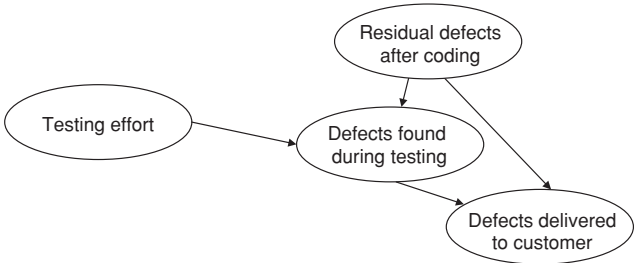 Residual defects
after coding
Testing effort
Defects found
during testing
Defects delivered
to customer